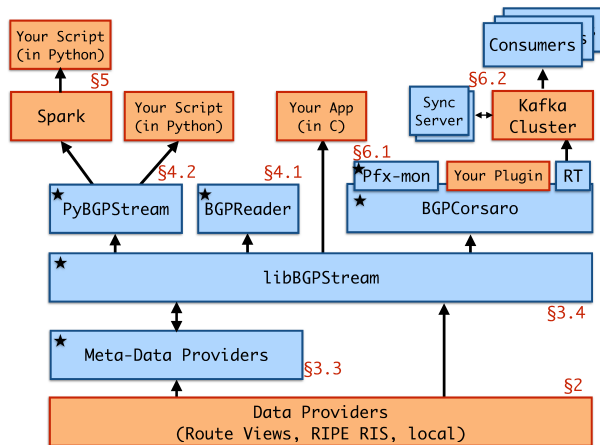 Your Script
(in Python)
§5
Spark
Your Script
(in Python)
Your App
(in C)
Consumers
§6.2
Sync
Server
Kafka
Cluster
§4.2
§4.1
§6.1
Pfx-mon
Your Plugin
RT
PyBGPStream
BGPReader
BGPCorsaro
libBGPStream
§3.4
Meta-Data Providers
§3.3
§2
Data Providers
(Route Views, RIPE RIS, local)